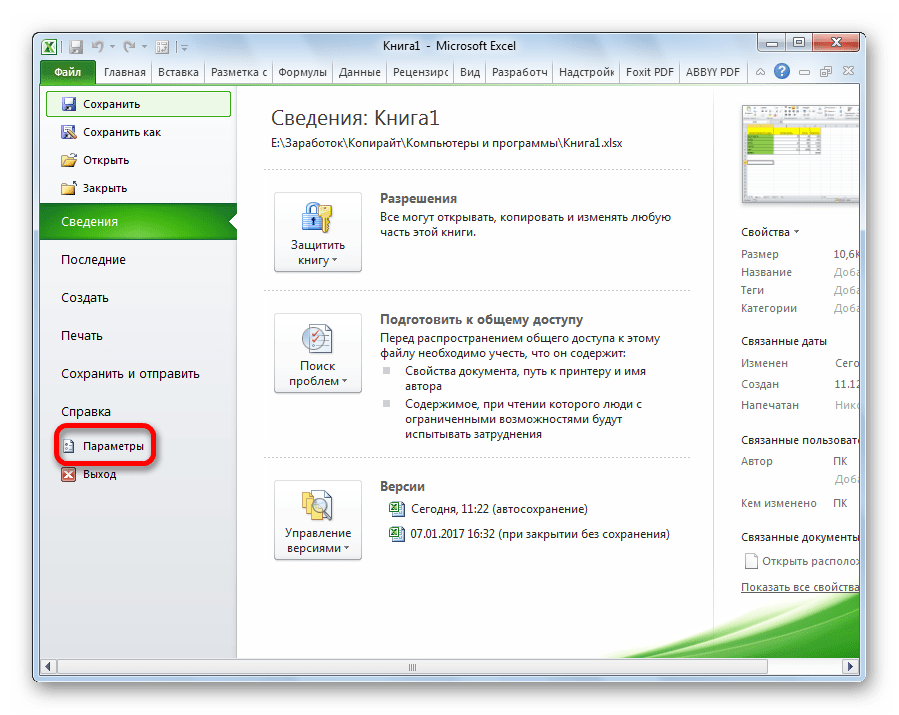 Книга1 - Microsoft Excel
Файл Главная Вставка Разметка с Формулы Данные Рецензирс Вид Разработч Надстройк Foxit PDF ABBYY PDF
Сохранить
Сохранить как
Открыть
Закрыть
Сведения
Последние
Создать
Печать
Сохранить и отправить
Справка
Параметры
Выход
Сведения: Книга1
E:\Заработок\Копирайт\Компьютеры и программы\Книга1.xlsx
Защитить
книгу
Разрешения
Все могут открывать, копировать и изменять любую
часть этой книги.
Поиск
проблем
Подготовить к общему доступу
Перед распространением общего доступа к этому
файлу необходимо учесть, что он содержит:
Свойства документа, путь к принтеру и имя
автора
Содержимое, при чтении которого люди с
ограниченными возможностями будут
испытывать затруднения
Управление
версиями
Версии
Сегодня, 11:22 (автосохранение)
07.01.2017 16:32 (при закрытии без сохранения)
Свойства
Размер 10,6K
Название Доба
Теги Доба
Категории Доба
Связанные даты
Изменен Сего
Создан 11.12
Напечатан Нико
Связанные пользоват
Автор ПК
Доба
Кем изменено ПК
Связанные документы
Открыть располож
Показать все свойства